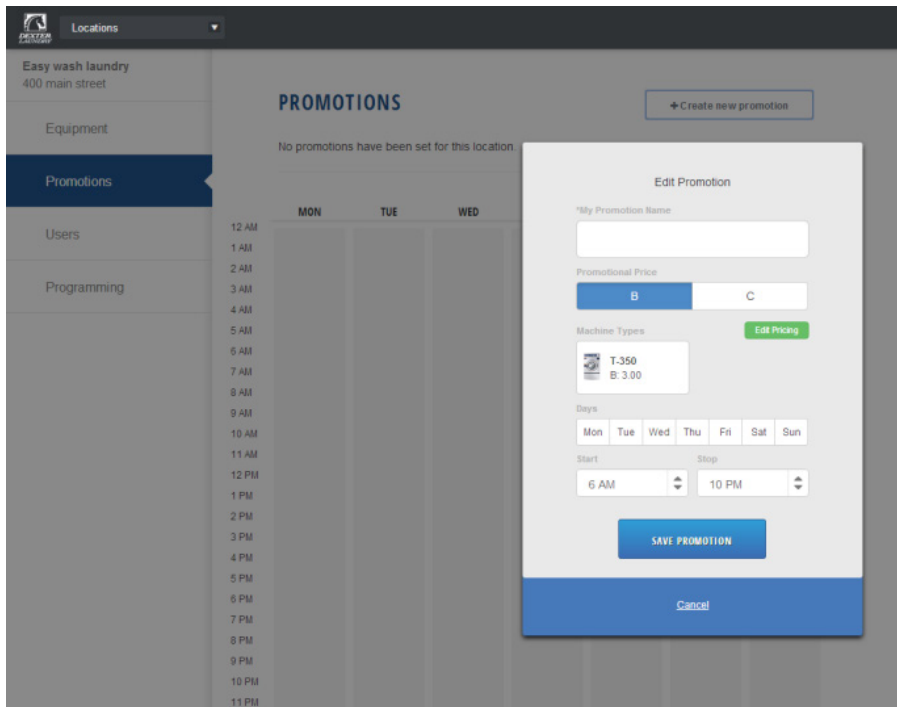 DEXTER
LAUNDRY
Locations
Easy wash laundry
400 main street
Equipment
Promotions
Users
Programming
PROMOTIONS
+Create new promotion
No promotions have been set for this location.
MON TUE WED
12 AM
1 AM
2 AM
3 AM
4 AM
5 AM
6 AM
7 AM
8 AM
9 AM
10 AM
11 AM
12 PM
1 PM
2 PM
3 PM
4 PM
5 PM
6 PM
7 PM
8 PM
9 PM
10 PM
11 PM
Edit Promotion
*My Promotion Name
Promotional Price
B C
Machine Types Edit Pricing
T-350
B: 3.00
Days
Mon Tue Wed Thu Fri Sat Sun
Start Stop
6 AM 10 PM
SAVE PROMOTION
Cancel